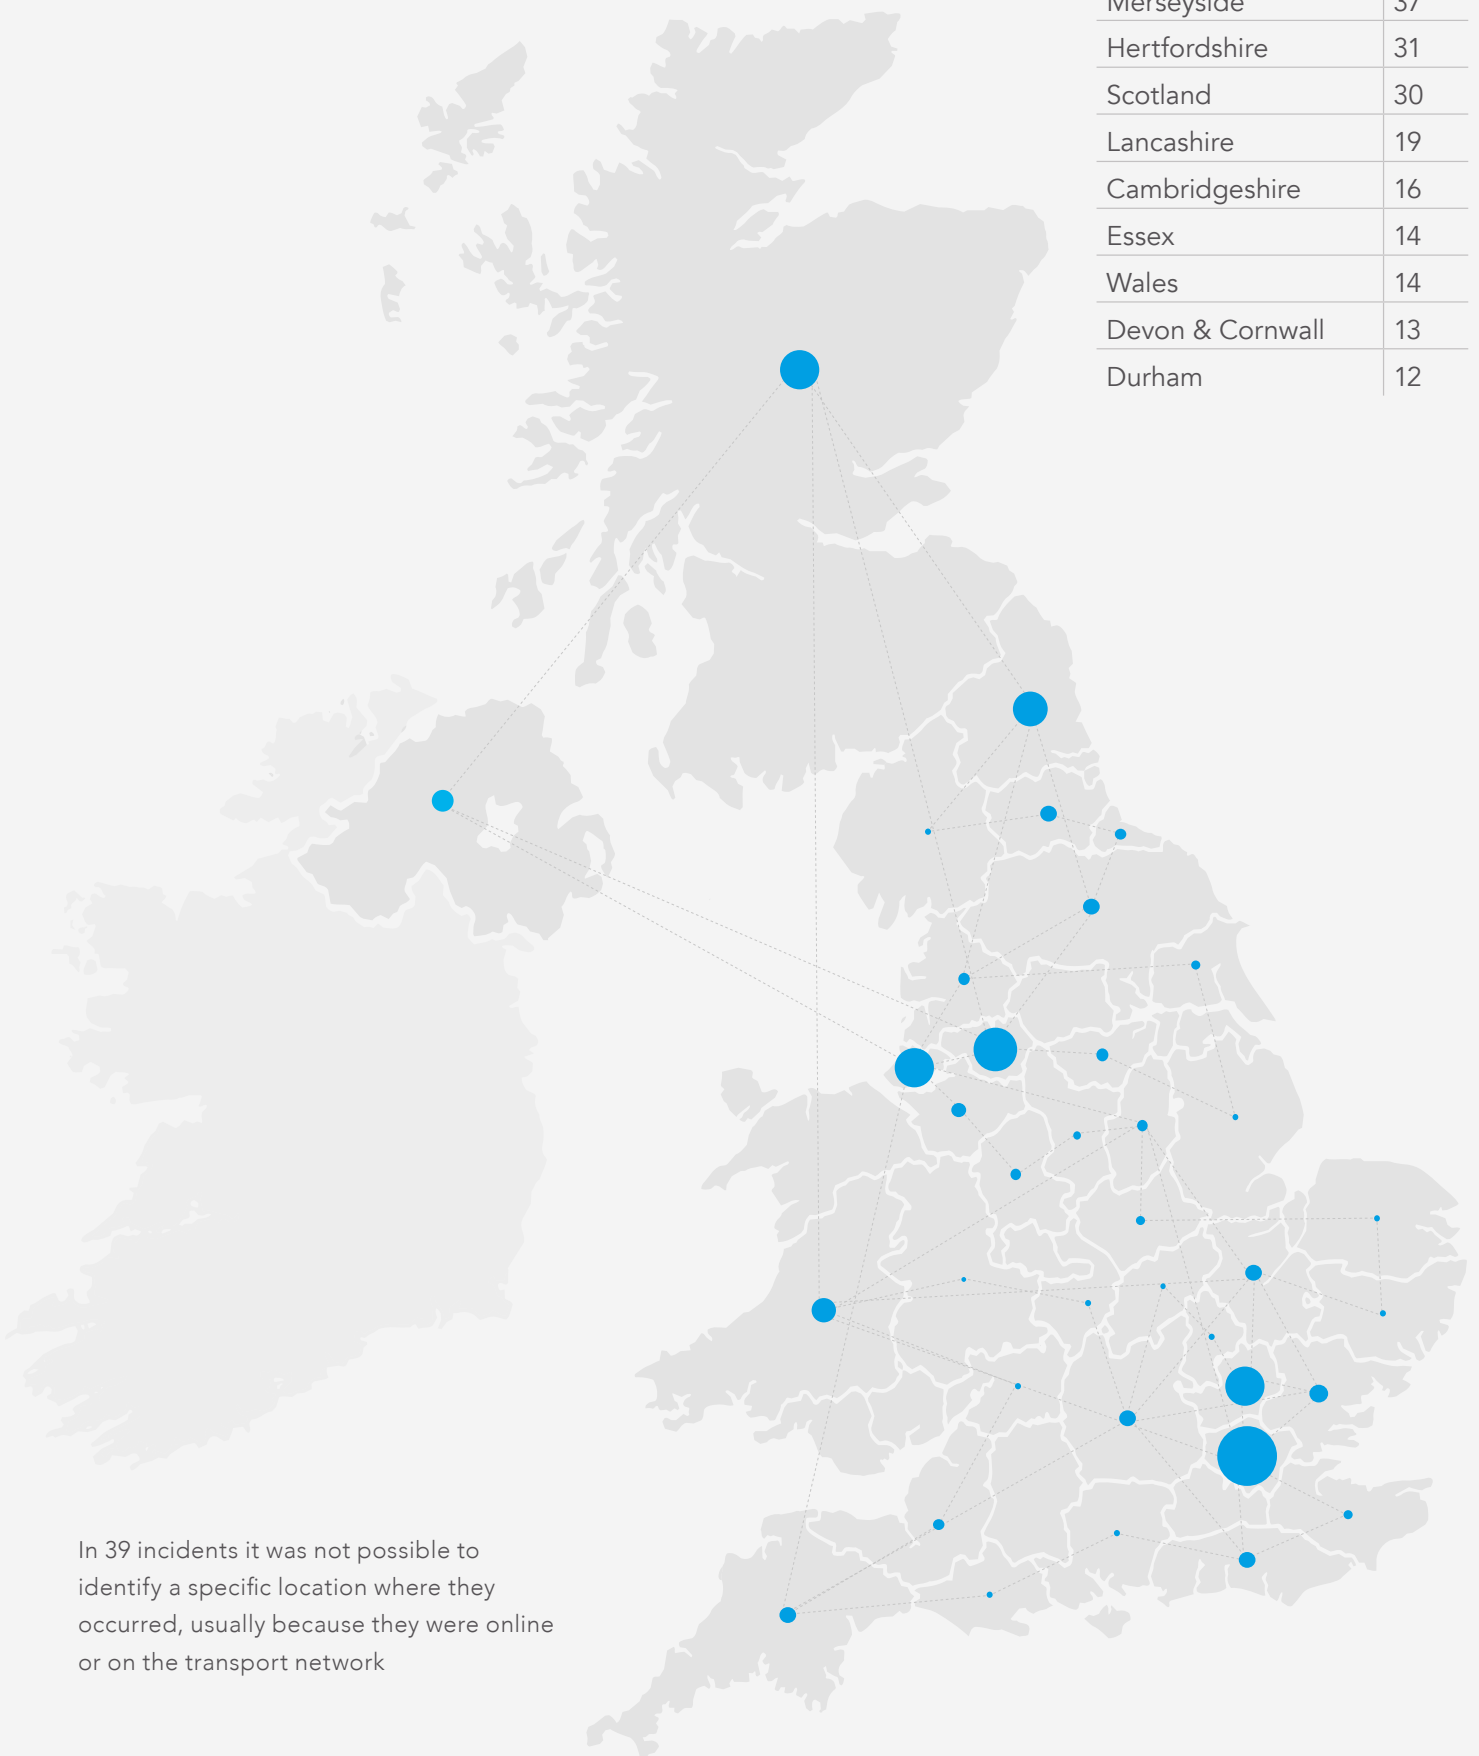 Merseyside 37
Hertfordshire 31
Scotland 30
Lancashire 19
Cambridgeshire 16
Essex 14
Wales 14
Devon & Cornwall 13
Durham 12
In 39 incidents it was not possible to
identify a specific location where they
occurred, usually because they were online
or on the transport network